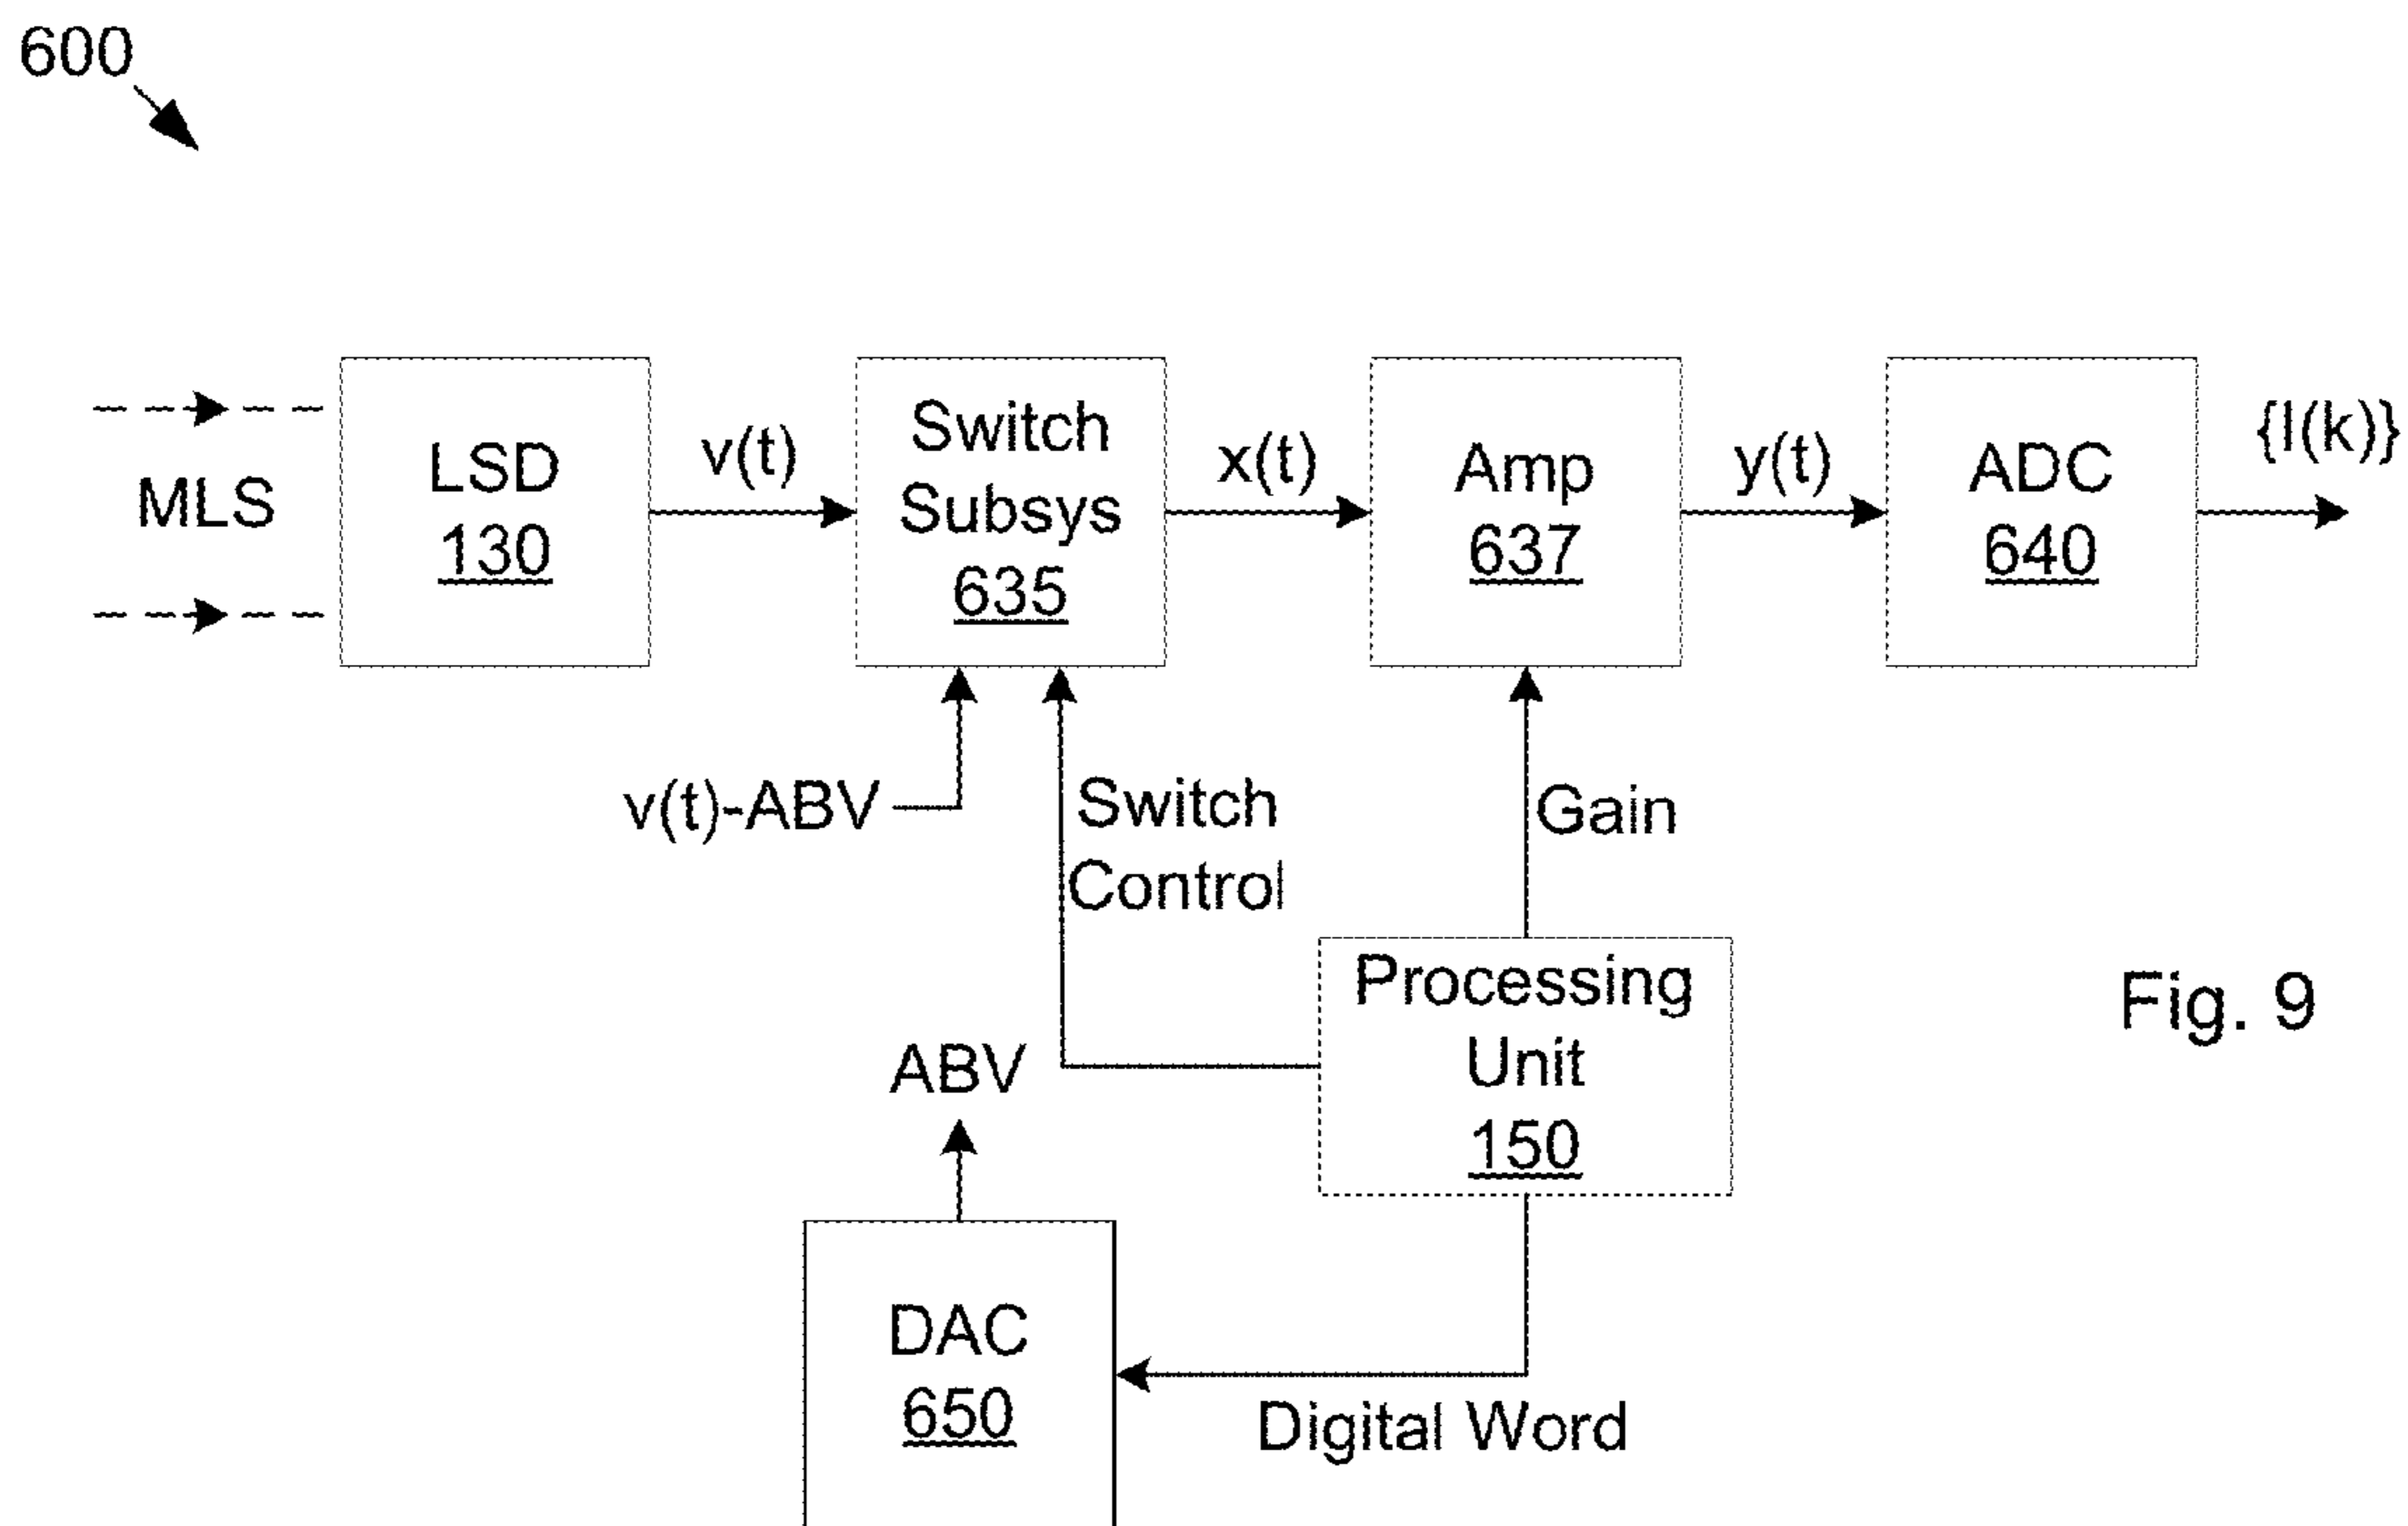 600
MLS
LSD
130
v(t)
Switch
Subsys
635
x(t)
Amp
637
y(t)
ADC
640
{I(k)}
v(t)-ABV
Switch
Control
Gain
Processing
Unit
150
Fig. 9
ABV
DAC
650
Digital Word